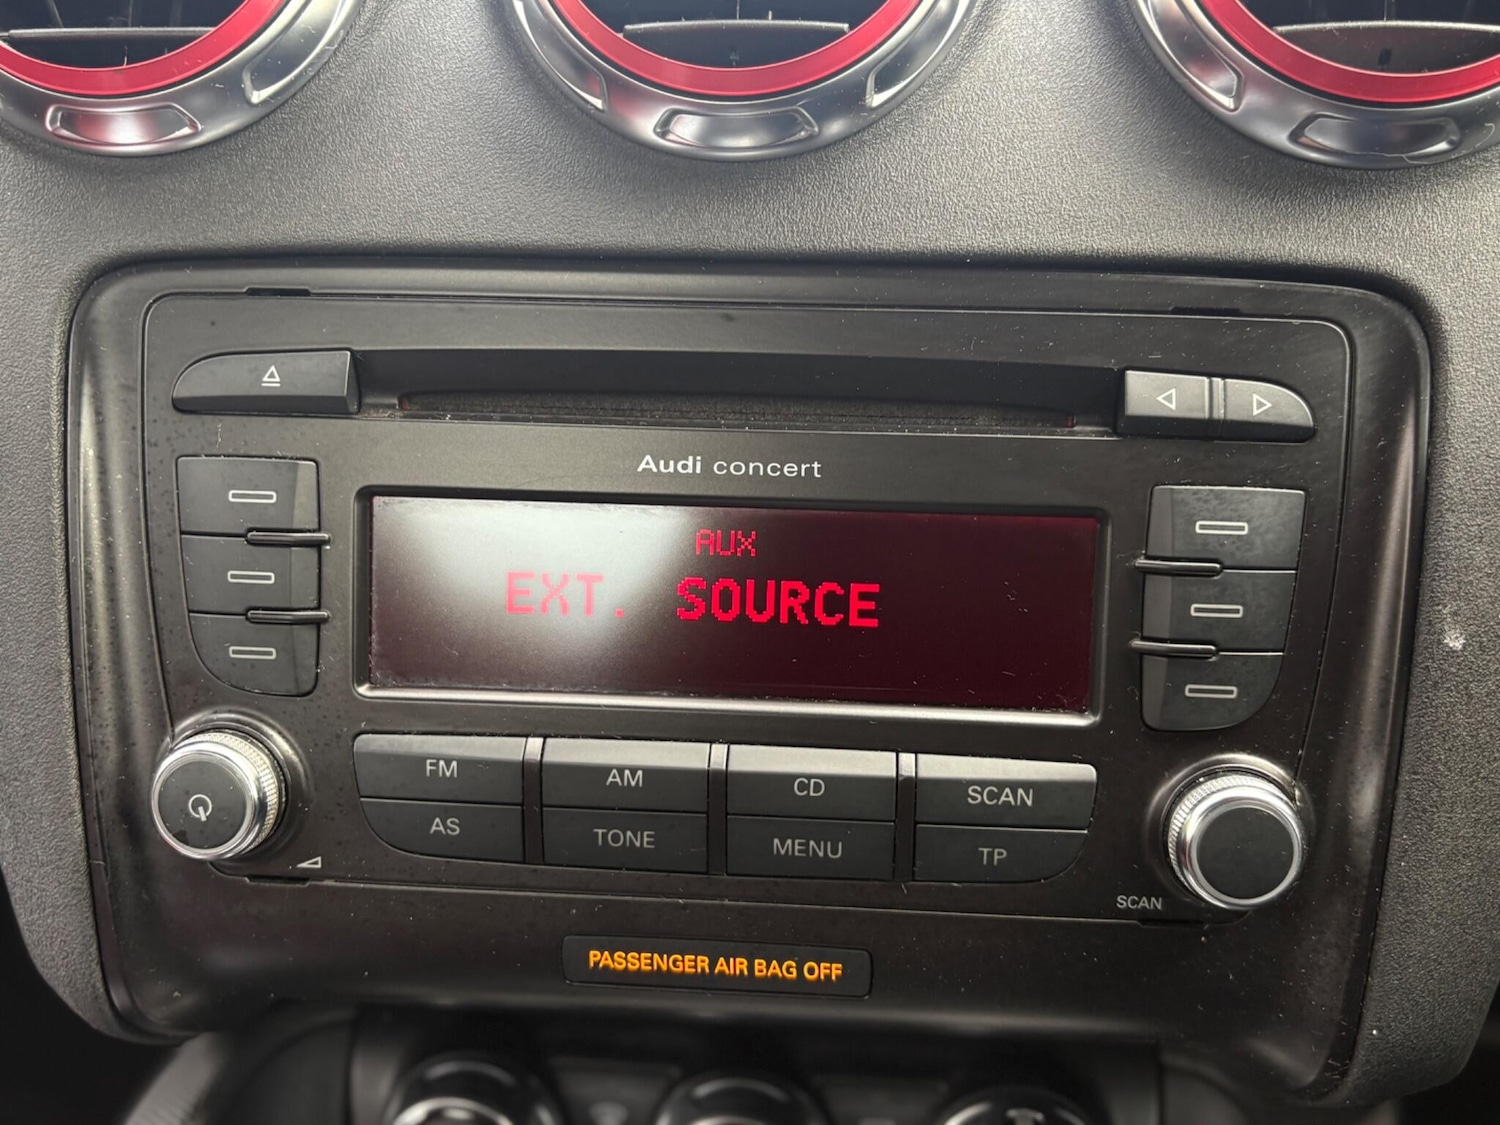 Audi concert
AUX
EXT. SOURCE
FM
AM
CD
SCAN
AS
TONE
MENU
TP
SCAN
PASSENGER AIR BAG OFF